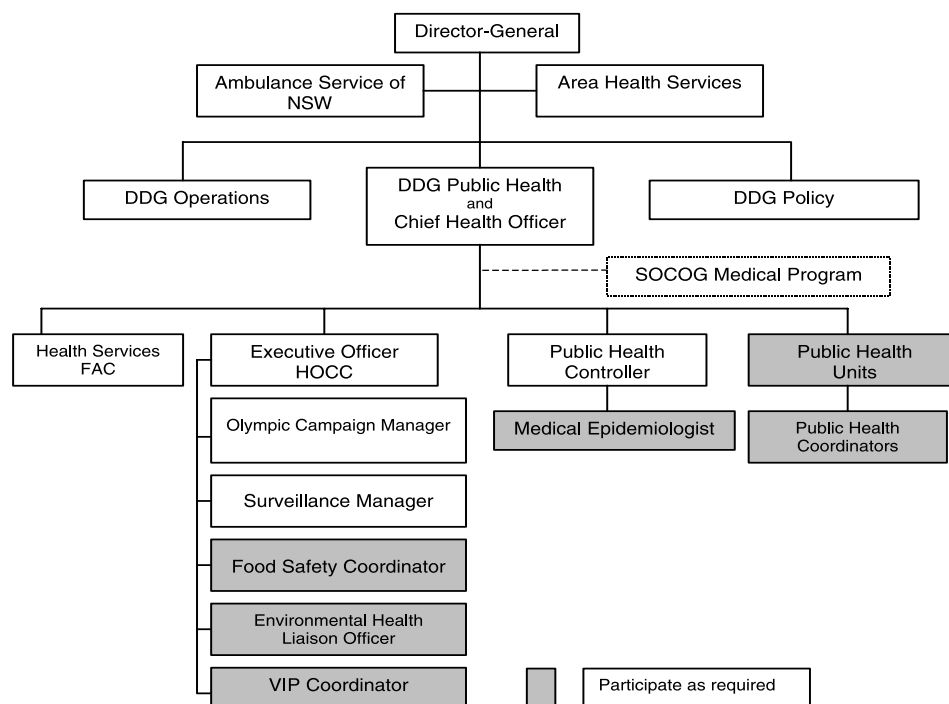 Director-General
Ambulance Service of
NSW
Area Health Services
DDG Operations
DDG Public Health
and
Chief Health Officer
DDG Policy
SOCOG Medical Program
Health Services
FAC
Executive Officer
HOCC
Public Health
Controller
Public Health
Units
Olympic Campaign Manager
Medical Epidemiologist
Public Health
Coordinators
Surveillance Manager
Food Safety Coordinator
Environmental Health
Liaison Officer
VIP Coordinator
Participate as required